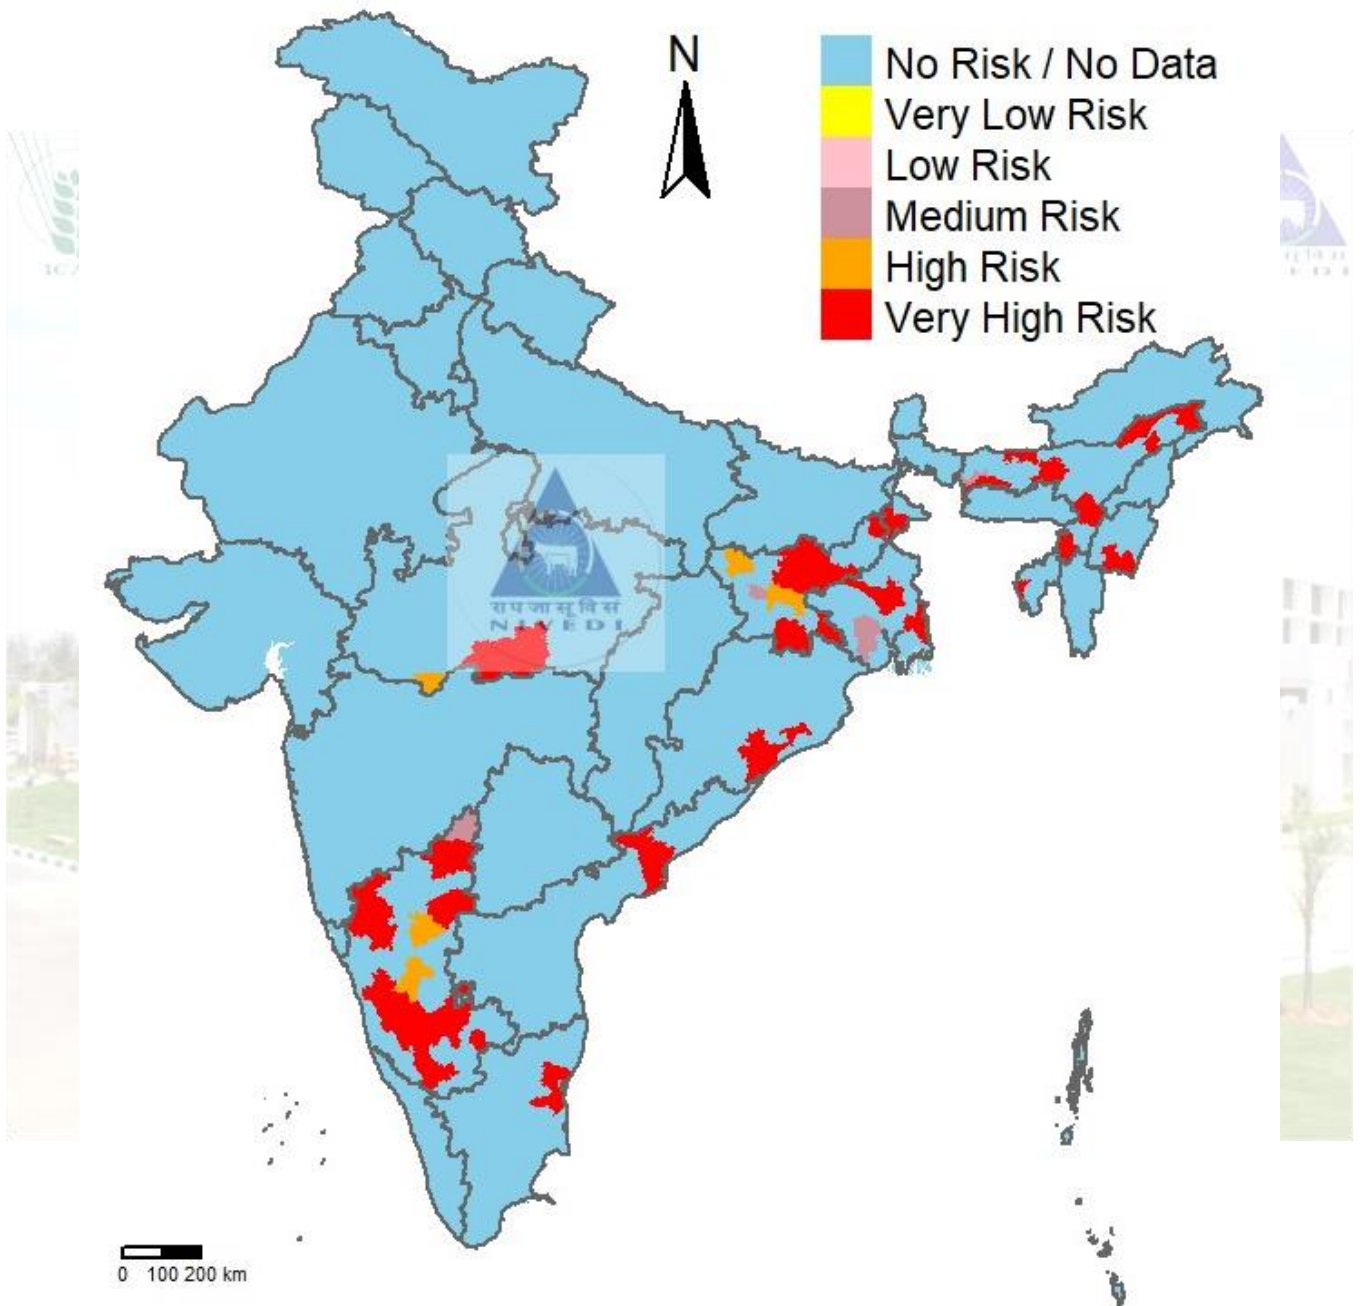 N
No Risk / No Data
Very Low Risk
Low Risk
Medium Risk
High Risk
Very High Risk
रापजासूविसं
NIVEDI
0 100 200 km